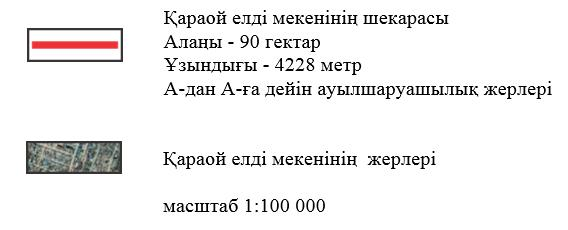 Қараой елді мекенінің шекарасы
Алаңы - 90 гектар
Ұзындығы - 4228 метр
А-дан А-ға дейін ауылшаруашылық жерлері
Қараой елді мекенінің жерлері
масштаб 1:100 000